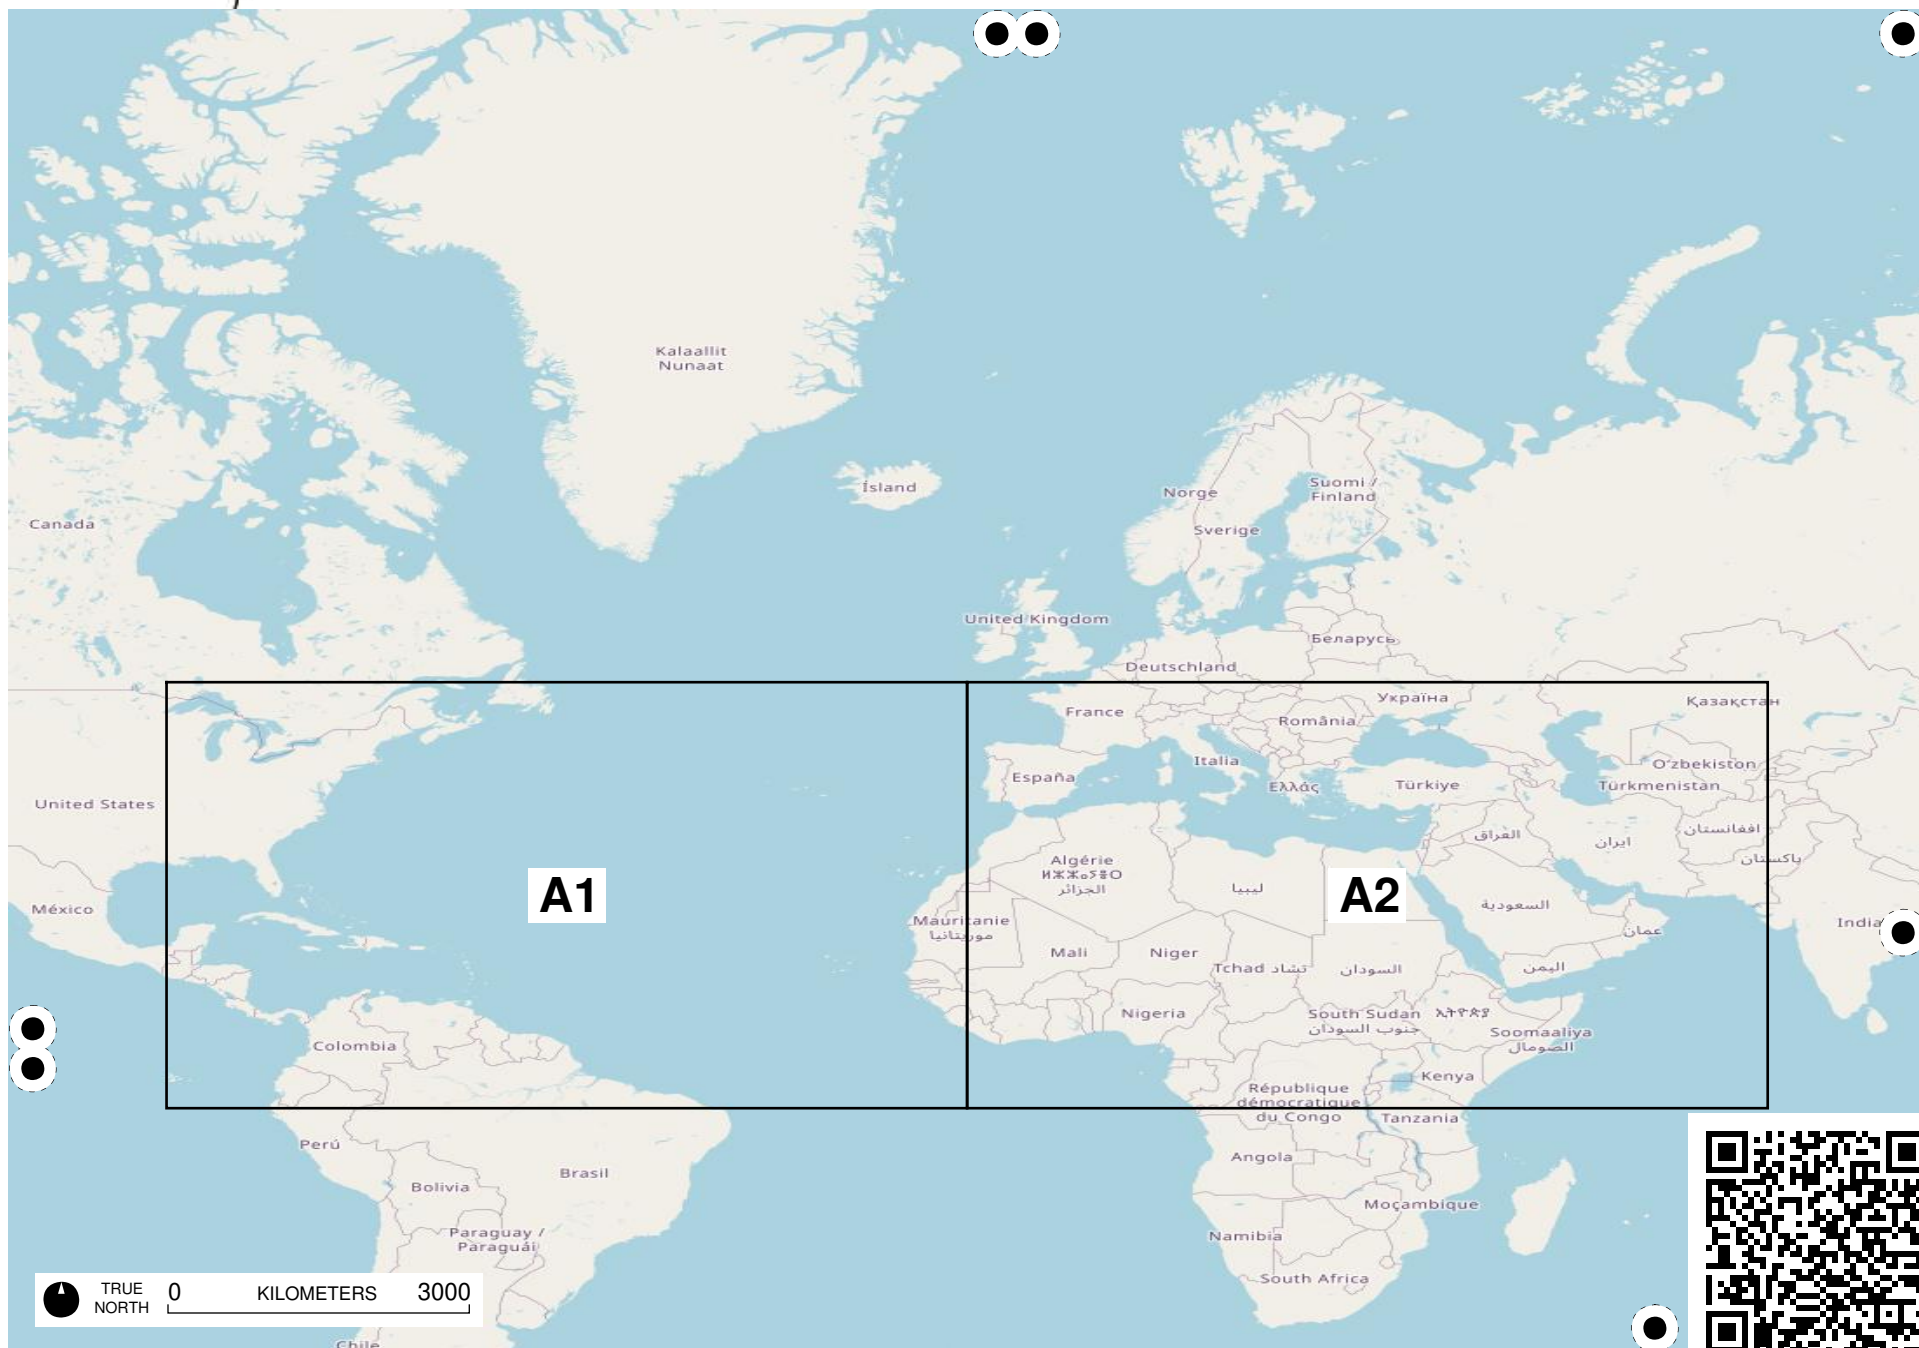 Kalaallit
Nunaat
Ísland
Norge
Suomi /
Finland
Sverige
Canada
United Kingdom
Беларусь
Deutschland
Україна
Қазақстан
France
România
Italia
O'zbekiston
España
Ελλάς
Türkiye
Türkmenistan
United States
العراق
ایران
افغانستان
پاکستان
Algérie
ⵍⵣⵣⴰⵢⴻⵔ
الجزائر
ليبيا
A1
A2
السعودية
México
Mauritanie
موريتانيا
India
عمان
Mali
Niger
Tchad تشاد
السودان
اليمن
Nigeria
South Sudan
جنوب السودان
ኢትዮጵያ
Soomaaliya
الصومال
Colombia
Kenya
République
démocratique
du Congo
Tanzania
Perú
Brasil
Angola
Bolivia
Moçambique
Paraguay /
Paraguái
Namibia
South Africa
TRUE
NORTH
0 KILOMETERS 3000
Chile